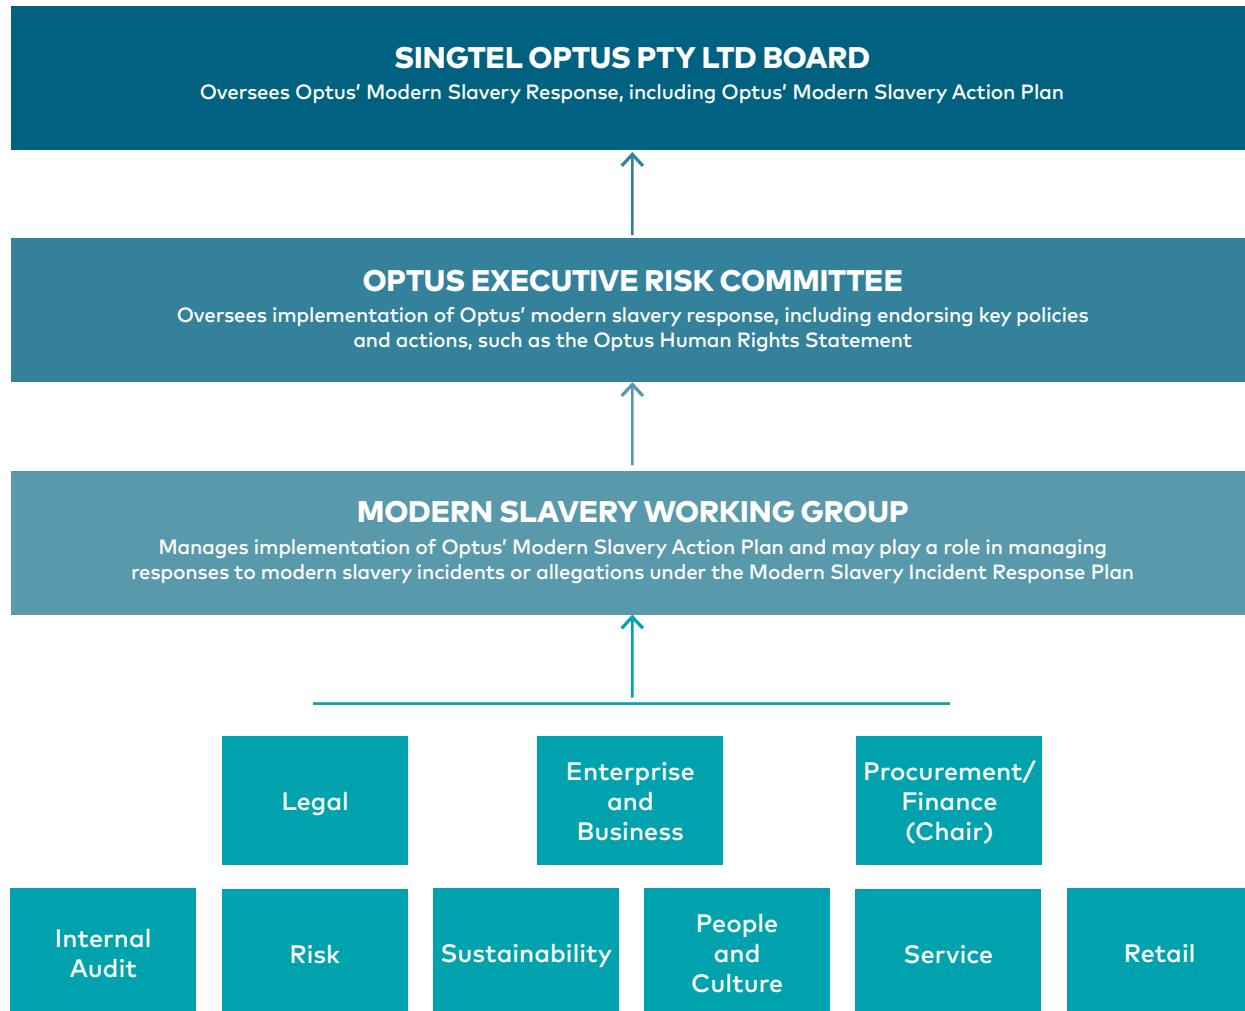 SINGTEL OPTUS PTY LTD BOARD
Oversees Optus’ Modern Slavery Response, including Optus’ Modern Slavery Action Plan
OPTUS EXECUTIVE RISK COMMITTEE
Oversees implementation of Optus’ modern slavery response, including endorsing key policies
and actions, such as the Optus Human Rights Statement
MODERN SLAVERY WORKING GROUP
Manages implementation of Optus’ Modern Slavery Action Plan and may play a role in managing
responses to modern slavery incidents or allegations under the Modern Slavery Incident Response Plan
Legal
Enterprise
and
Business
Procurement/
Finance
(Chair)
Internal
Audit
Risk
Sustainability
People
and
Culture
Service
Retail